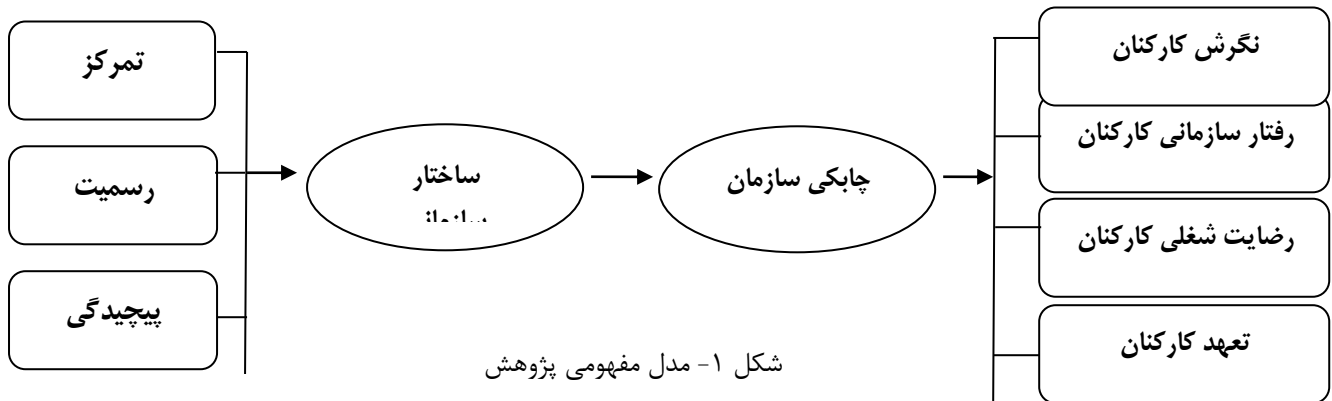 تمرکز
رسمیت
پیچیدگی
ساختار
چابکی سازمان
نگرش کارکنان
رفتار سازمانی کارکنان
رضایت شغلی کارکنان
تعهد کارکنان
شکل ۱- مدل مفهومی پژوهش